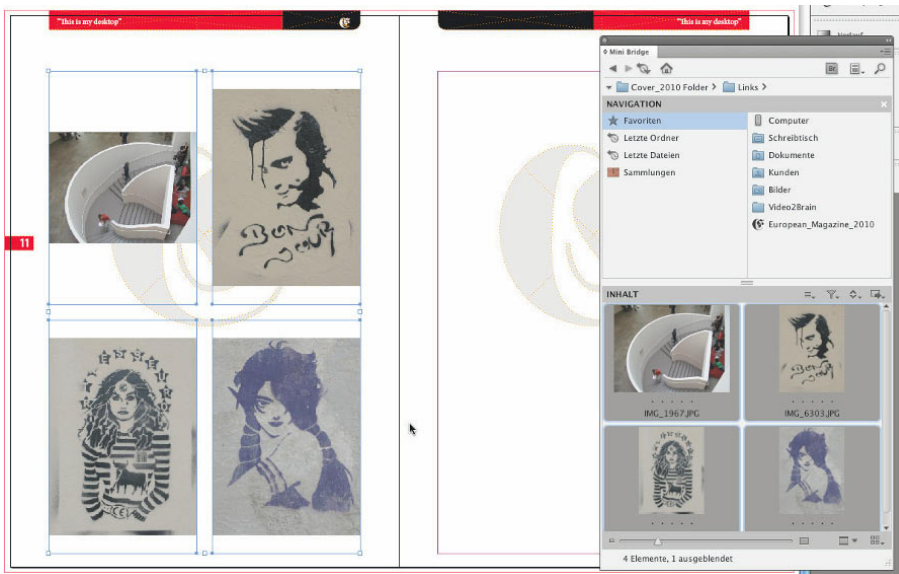 "This is my desktop"
"This is my desktop"
11
BON
JOUR
Mini Bridge
Br
Cover_2010 Folder > Links >
NAVIGATION
Favoriten
Letzte Ordner
Letzte Dateien
Sammlungen
Computer
Schreibtisch
Dokumente
Kunden
Bilder
Video2Brain
European_Magazine_2010
INHALT
IMG_1967.JPG
IMG_6303.JPG
4 Elemente, 1 ausgeblendet